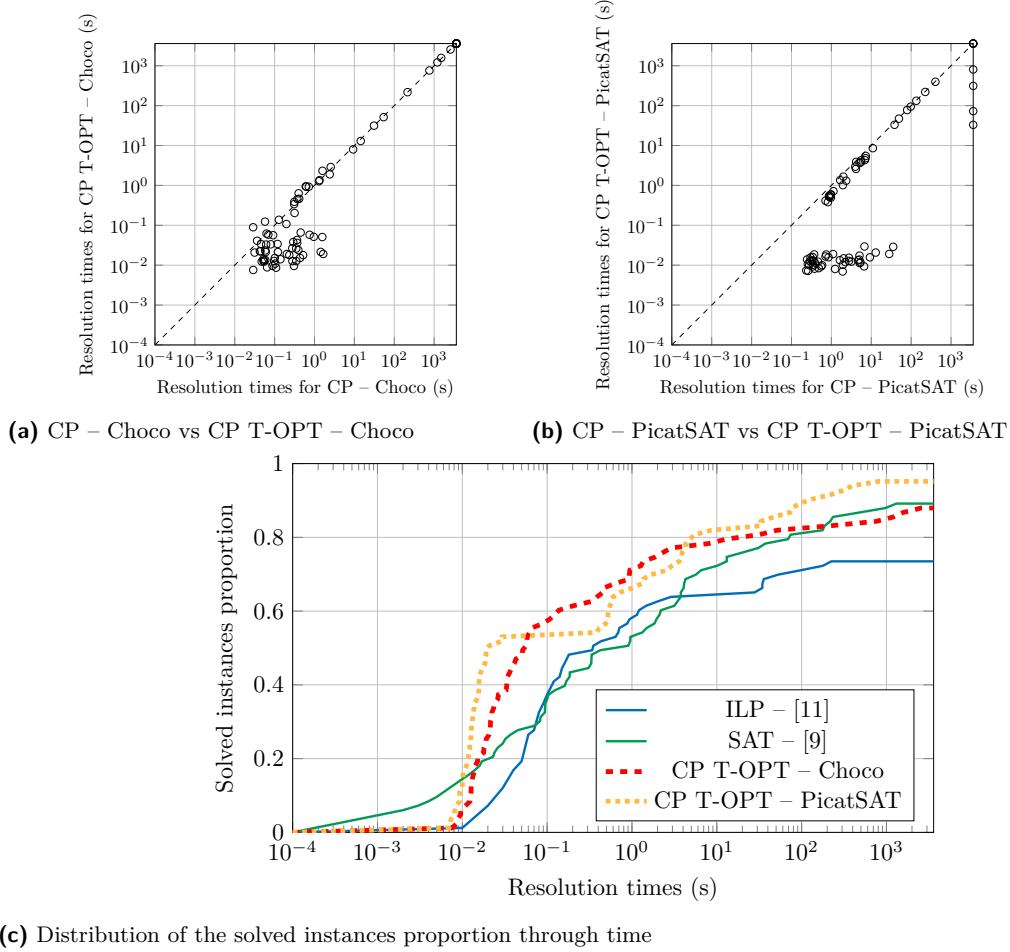 Resolution times for CP T-OPT – Choco (s)
10^3
10^2
10^1
10^0
10^−1
10^−2
10^−3
10^−4
10^−4 10^−3 10^−2 10^−1 10^0 10^1 10^2 10^3
Resolution times for CP – Choco (s)
(a) CP – Choco vs CP T-OPT – Choco
Resolution times for CP T-OPT – PicatSAT (s)
10^3
10^2
10^1
10^0
10^−1
10^−2
10^−3
10^−4
10^−4 10^−3 10^−2 10^−1 10^0 10^1 10^2 10^3
Resolution times for CP – PicatSAT (s)
(b) CP – PicatSAT vs CP T-OPT – PicatSAT
Solved instances proportion
1
0.8
0.6
0.4
0.2
0
ILP – [11]
SAT – [9]
CP T-OPT – Choco
CP T-OPT – PicatSAT
10^−4 10^−3 10^−2 10^−1 10^0 10^1 10^2 10^3
Resolution times (s)
(c) Distribution of the solved instances proportion through time